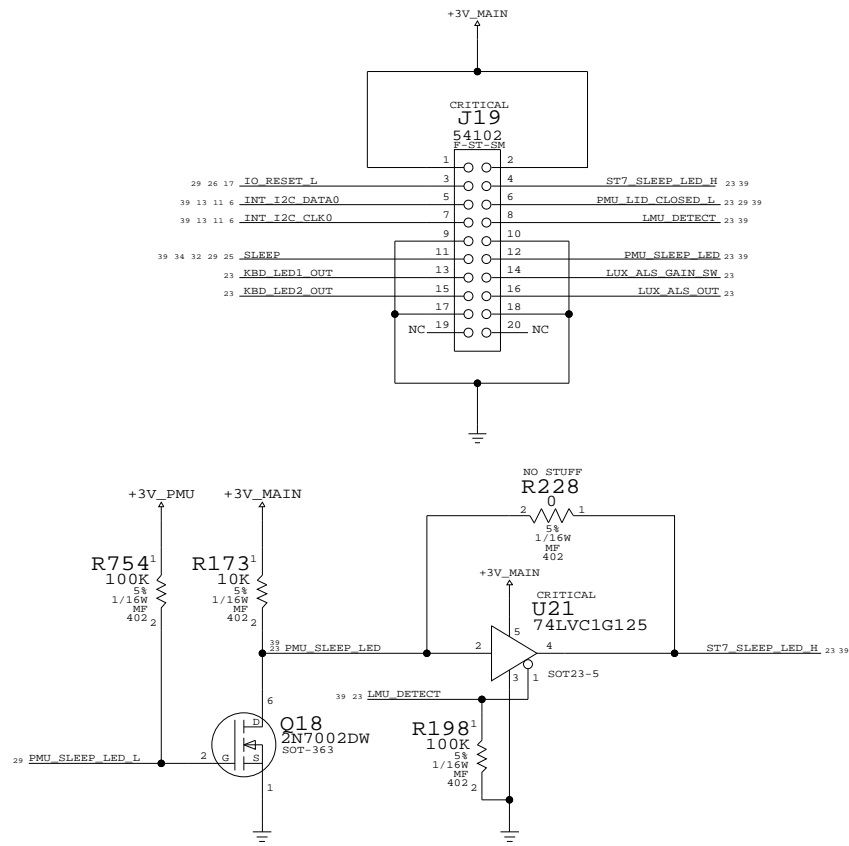 +3V_MAIN
CRITICAL
J19
54102
F-ST-SM
1 2
29 26 17 IO_RESET_L 3 4 ST7_SLEEP_LED_H 23 39
39 13 11 6 INT_I2C_DATA0 5 6 PMU_LID_CLOSED_L 23 29 39
39 13 11 6 INT_I2C_CLK0 7 8 LMU_DETECT 23 39
9 10
39 34 32 29 25 SLEEP 11 12 PMU_SLEEP_LED 23 39
23 KBD_LED1_OUT 13 14 LUX_ALS_GAIN_SW 23
23 KBD_LED2_OUT 15 16 LUX_ALS_OUT 23
17 18
NC 19 20 NC
NO STUFF
R228
0
2 1
5%
1/16W
MF
402
+3V_PMU
+3V_MAIN
R754 1
100K
5%
1/16W
MF
402 2
R173 1
10K
5%
1/16W
MF
402 2
+3V_MAIN
CRITICAL
U21
74LVC1G125
5
39
23 PMU_SLEEP_LED
2
4
ST7_SLEEP_LED_H 23 39
3 1
SOT23-5
39 23 LMU_DETECT
R198 1
100K
5%
1/16W
MF
402 2
6
D
Q18
2N7002DW
SOT-363
29 PMU_SLEEP_LED_L
2
G S
1